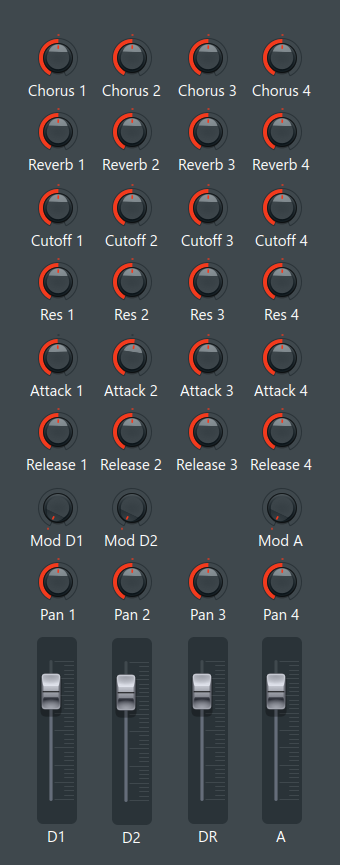 Chorus 1 Chorus 2 Chorus 3 Chorus 4
Reverb 1 Reverb 2 Reverb 3 Reverb 4
Cutoff 1 Cutoff 2 Cutoff 3 Cutoff 4
Res 1 Res 2 Res 3 Res 4
Attack 1 Attack 2 Attack 3 Attack 4
Release 1 Release 2 Release 3 Release 4
Mod D1 Mod D2 Mod A
Pan 1 Pan 2 Pan 3 Pan 4
D1 D2 DR A